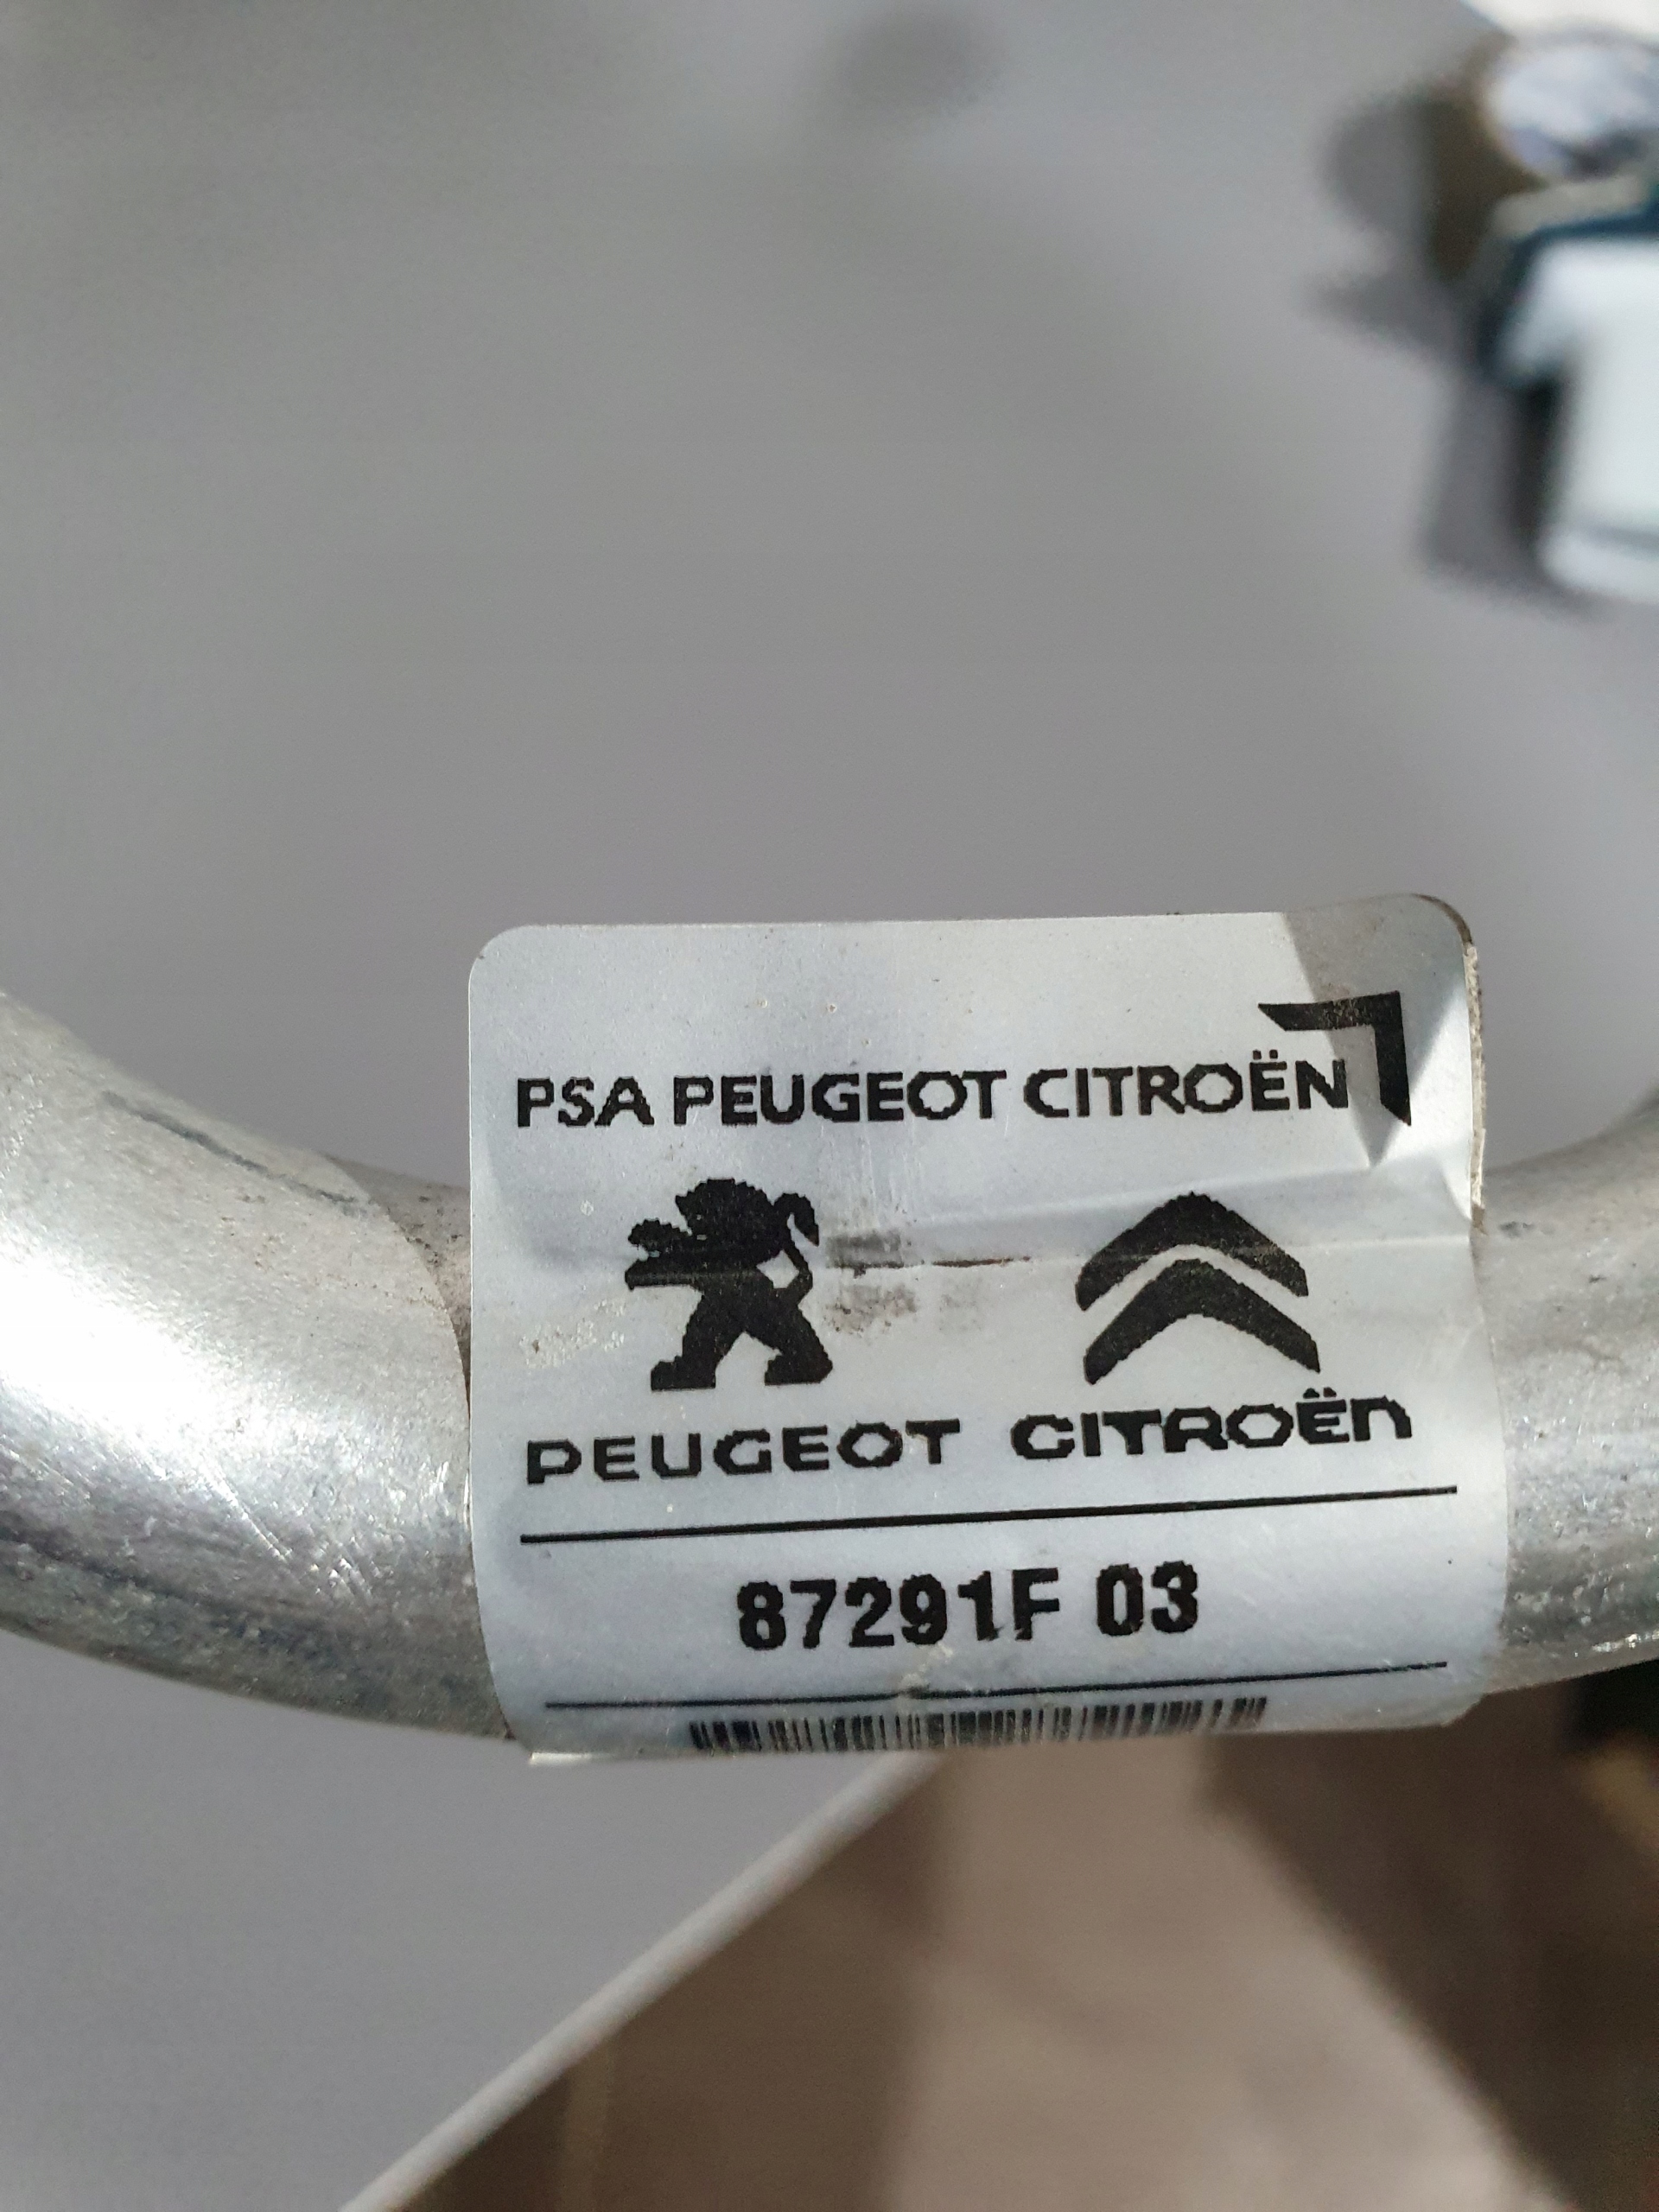 PSA PEUGEOT CITROËN
PEUGEOT CITROËN
87291F 03